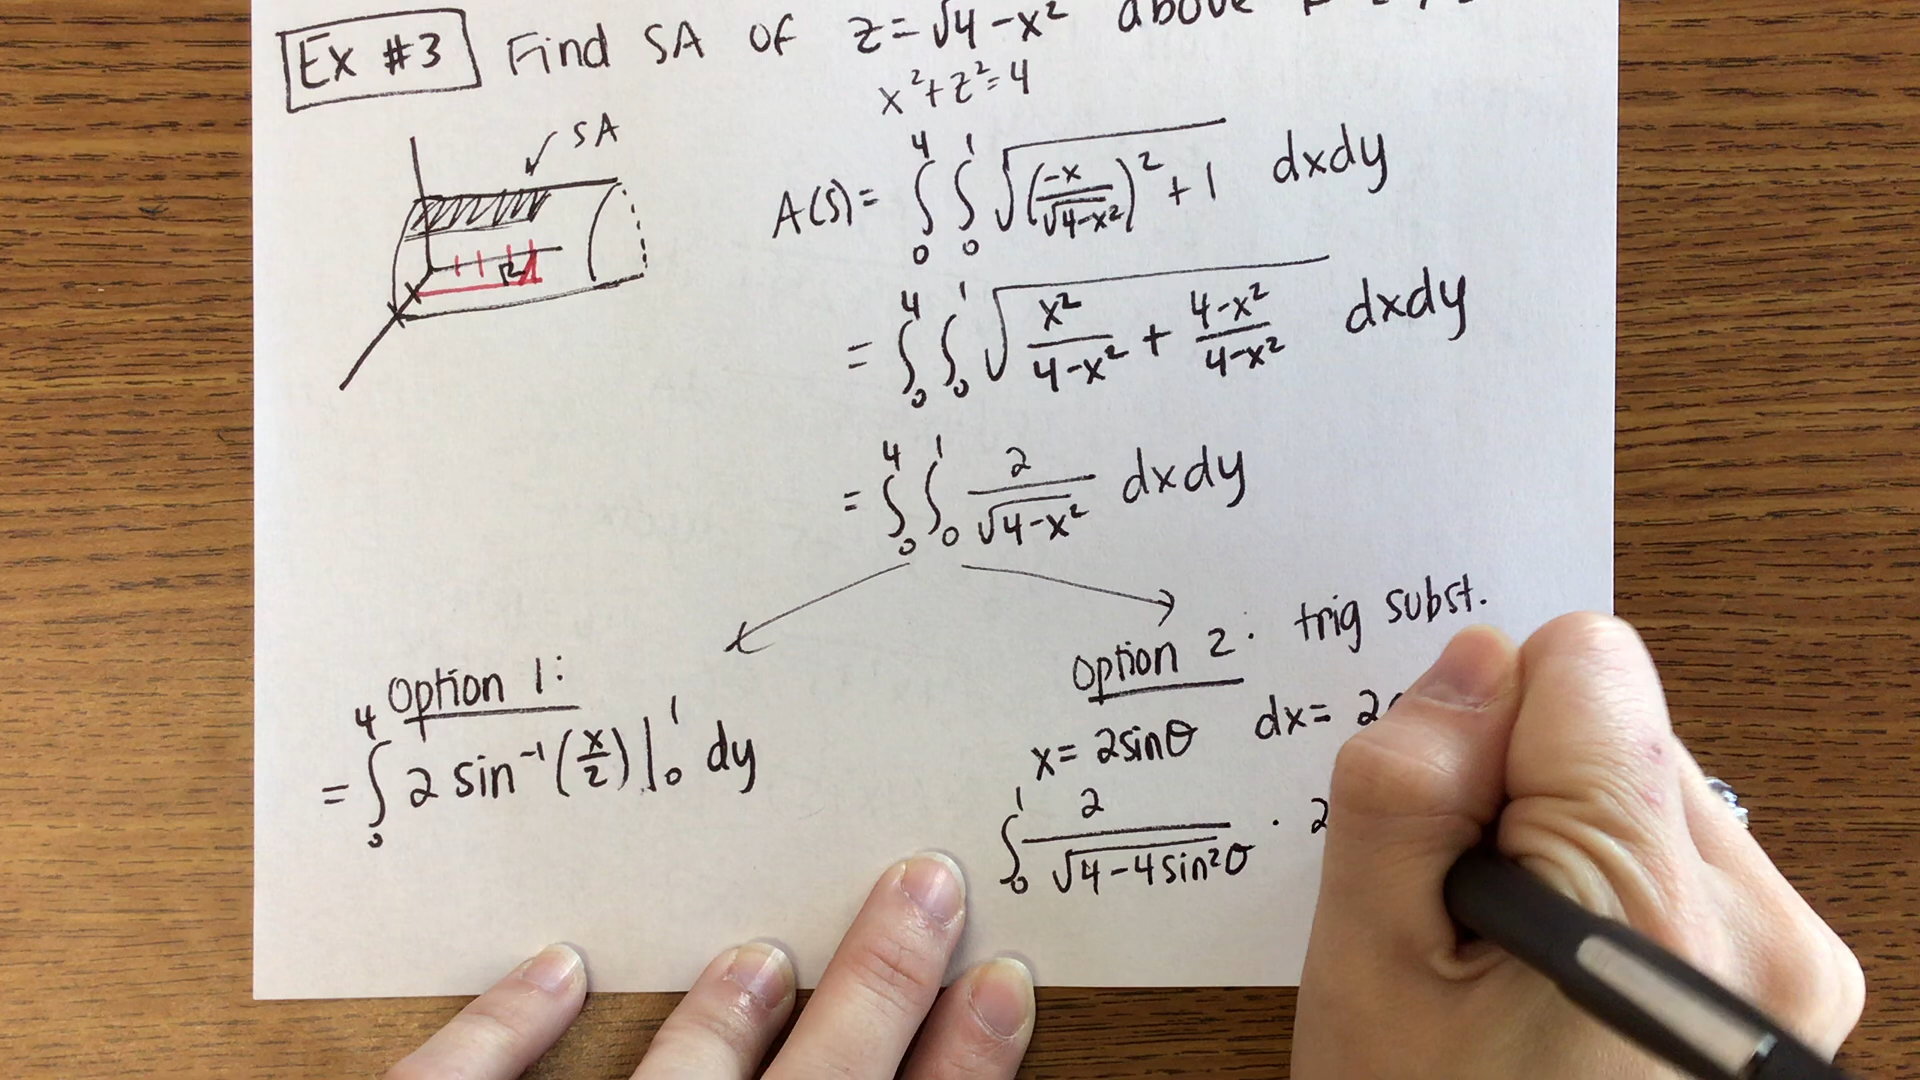 Ex #3 Find SA of z=√4-x² above
x²+z²=4
SA
R
A(S)= ∫₀⁴ ∫₀¹ √((-x/√4-x²)²+1) dxdy
= ∫₀⁴ ∫₀¹ √(x²/4-x² + 4-x²/4-x²) dxdy
= ∫₀⁴ ∫₀¹ 2/√4-x² dxdy
Option 1:
= ∫₀⁴ 2 sin⁻¹(x/2)|₀¹ dy
Option 2: trig subst.
x= 2sinθ dx= 2
∫₀¹ 2/√4-4sin²θ · 2